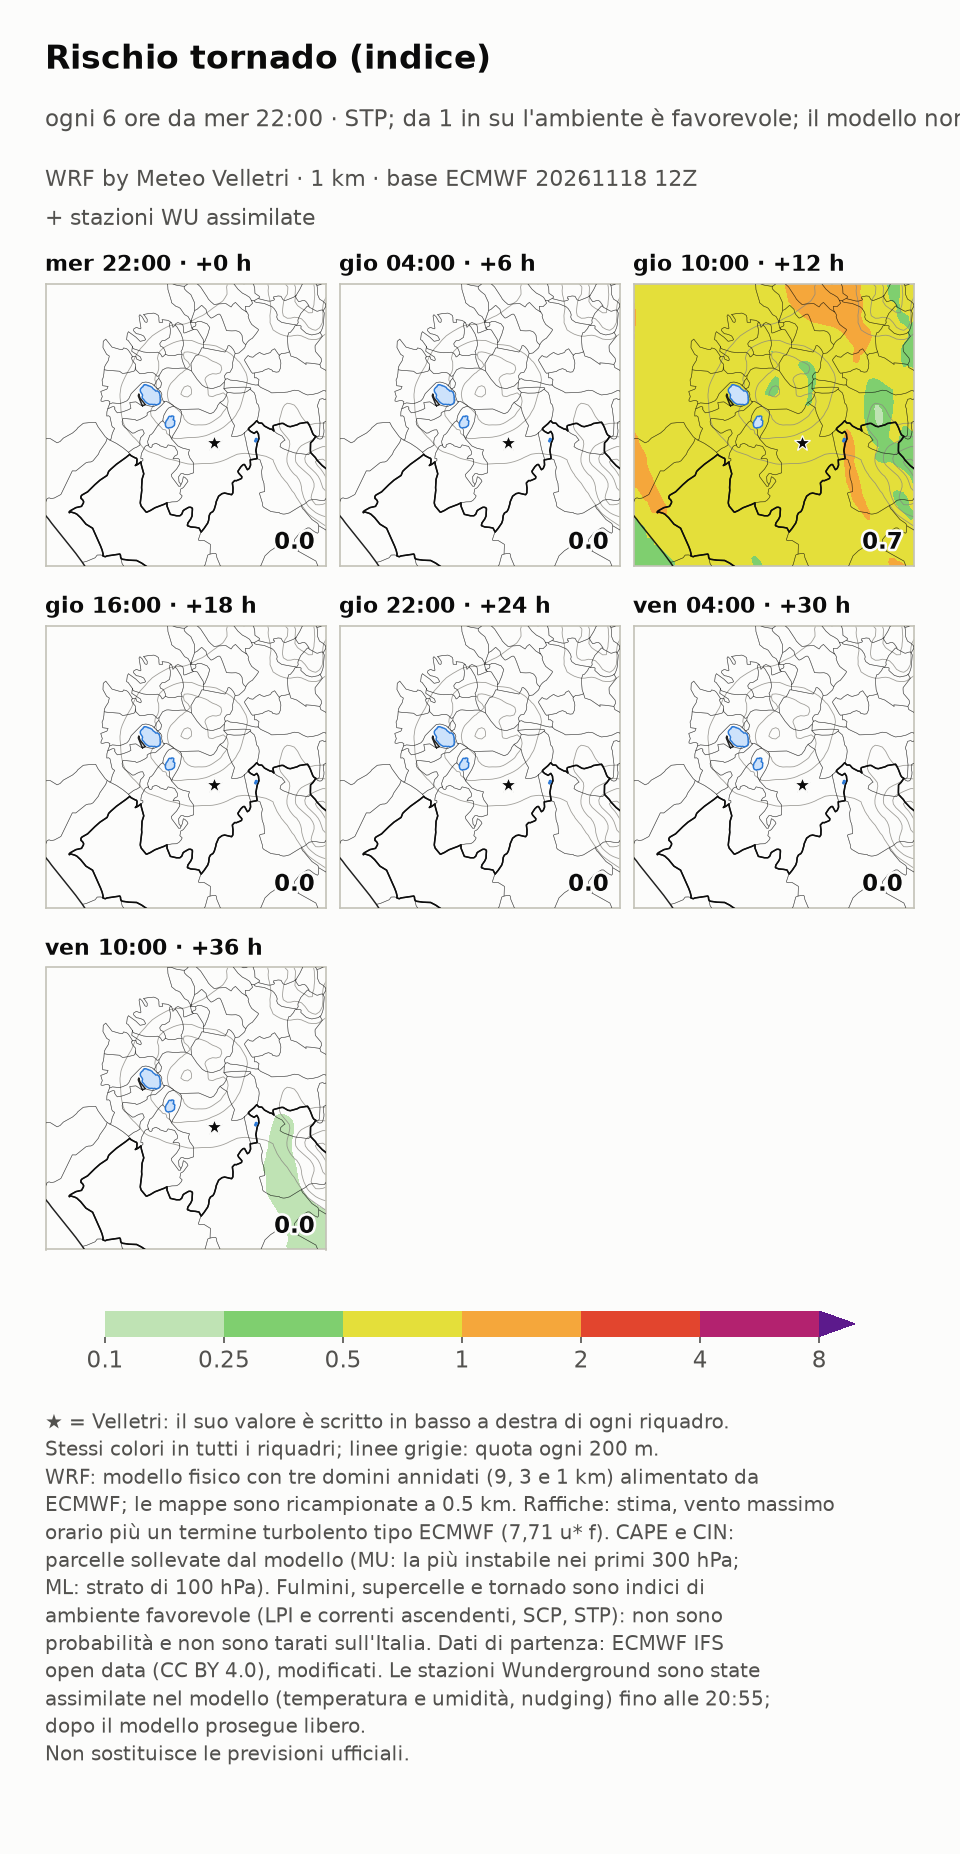 Rischio tornado (indice)
ogni 6 ore da mer 22:00 · STP; da 1 in su l'ambiente è favorevole; il modello non
WRF by Meteo Velletri · 1 km · base ECMWF 20261118 12Z
+ stazioni WU assimilate
mer 22:00 · +0 h
gio 04:00 · +6 h
gio 10:00 · +12 h
0.0
0.0
0.7
gio 16:00 · +18 h
gio 22:00 · +24 h
ven 04:00 · +30 h
0.0
0.0
0.0
ven 10:00 · +36 h
0.0
0.1 0.25 0.5 1 2 4 8
★ = Velletri: il suo valore è scritto in basso a destra di ogni riquadro.
Stessi colori in tutti i riquadri; linee grigie: quota ogni 200 m.
WRF: modello fisico con tre domini annidati (9, 3 e 1 km) alimentato da
ECMWF; le mappe sono ricampionate a 0.5 km. Raffiche: stima, vento massimo
orario più un termine turbolento tipo ECMWF (7,71 u* f). CAPE e CIN:
parcelle sollevate dal modello (MU: la più instabile nei primi 300 hPa;
ML: strato di 100 hPa). Fulmini, supercelle e tornado sono indici di
ambiente favorevole (LPI e correnti ascendenti, SCP, STP): non sono
probabilità e non sono tarati sull'Italia. Dati di partenza: ECMWF IFS
open data (CC BY 4.0), modificati. Le stazioni Wunderground sono state
assimilate nel modello (temperatura e umidità, nudging) fino alle 20:55;
dopo il modello prosegue libero.
Non sostituisce le previsioni ufficiali.